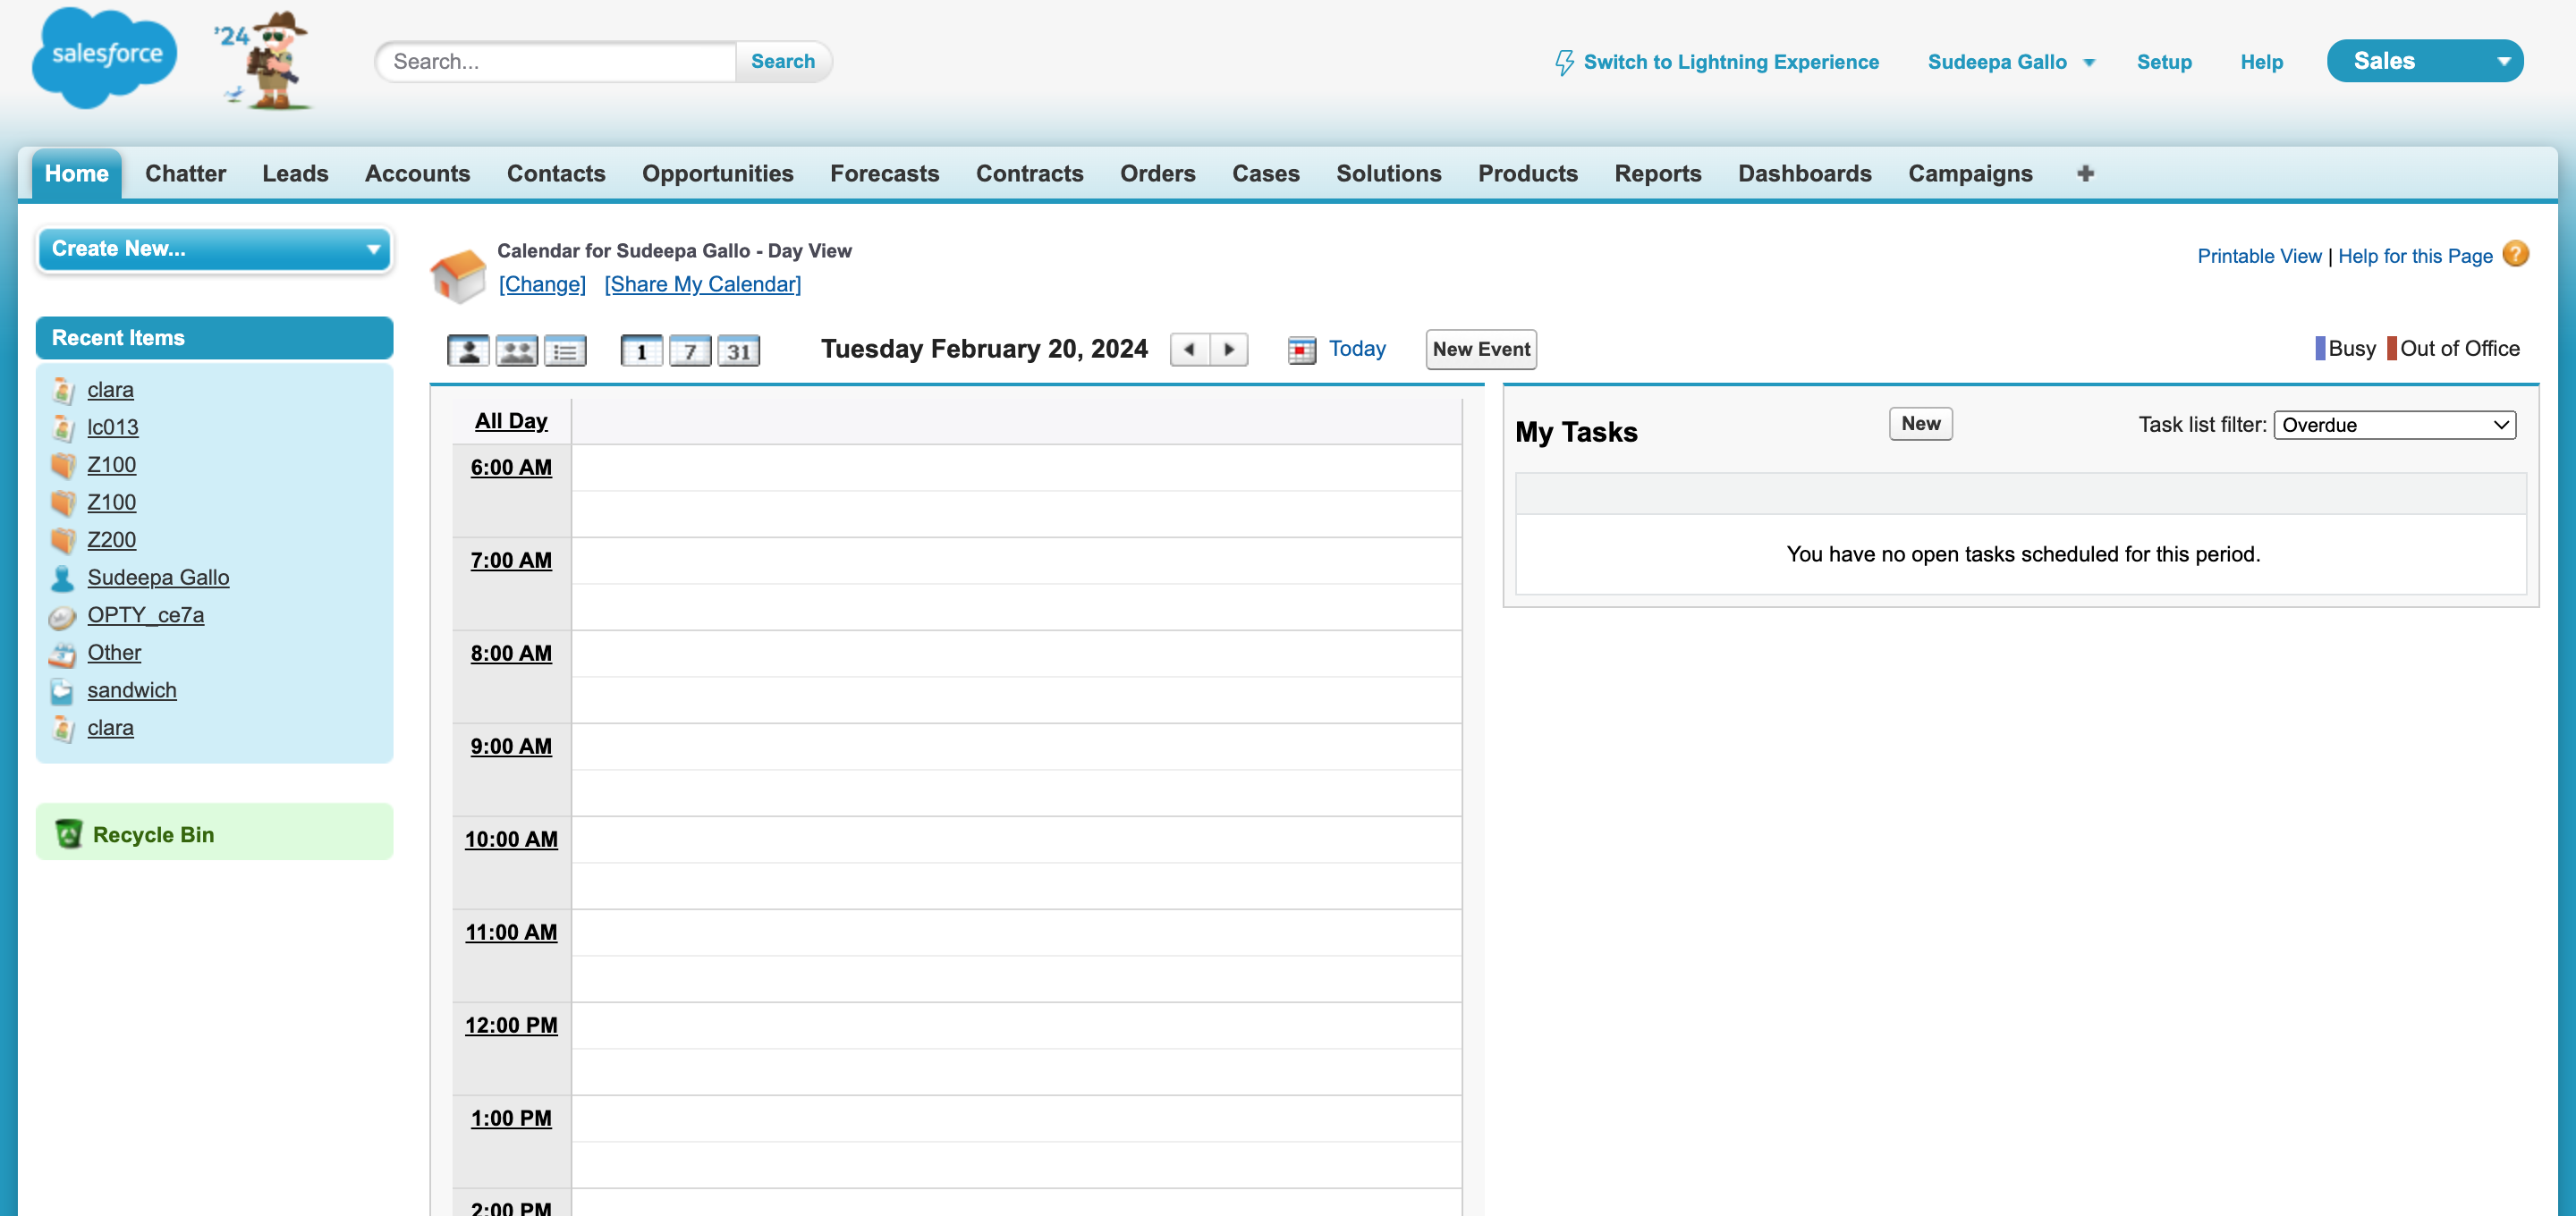 salesforce
'24
Search...
Search
Switch to Lightning Experience
Sudeepa Gallo
Setup
Help
Sales
Home
Chatter
Leads
Accounts
Contacts
Opportunities
Forecasts
Contracts
Orders
Cases
Solutions
Products
Reports
Dashboards
Campaigns
Create New...
Recent Items
clara
lc013
Z100
Z100
Z200
Sudeepa Gallo
OPTY_ce7a
Other
sandwich
clara
Recycle Bin
Calendar for Sudeepa Gallo - Day View
[Change] [Share My Calendar]
Printable View | Help for this Page ?
1
7
31
Tuesday February 20, 2024
Today
New Event
Busy
Out of Office
All Day
6:00 AM
7:00 AM
8:00 AM
9:00 AM
10:00 AM
11:00 AM
12:00 PM
1:00 PM
2:00 PM
My Tasks
New
Task list filter: Overdue
You have no open tasks scheduled for this period.